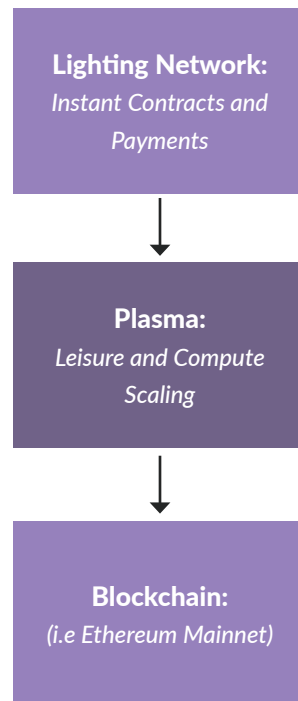 Lighting Network:
Instant Contracts and
Payments
Plasma:
Leisure and Compute
Scaling
Blockchain:
(i.e Ethereum Mainnet)